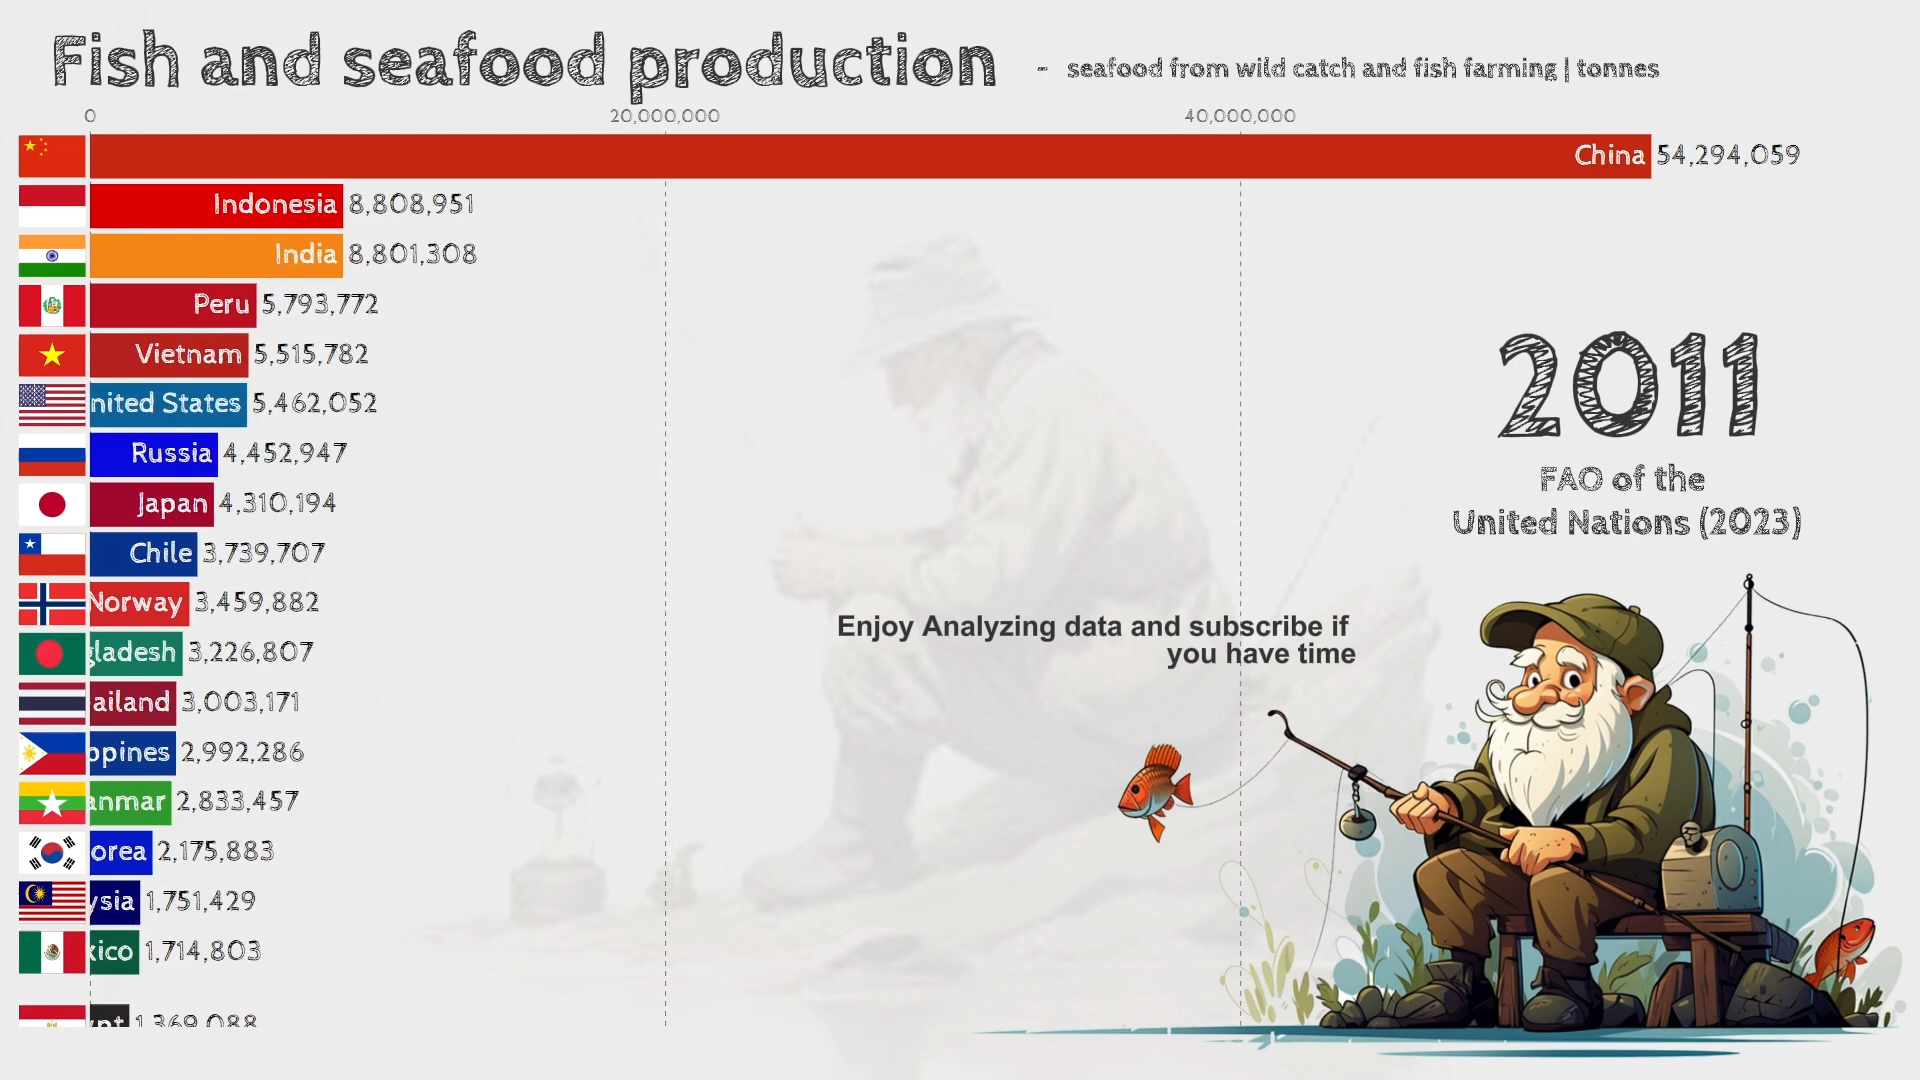 Fish and seafood production - seafood from wild catch and fish farming | tonnes
0 20,000,000 40,000,000
China 54,294,059
Indonesia 8,808,951
India 8,801,308
Peru 5,793,772
Vietnam 5,515,782
nited States 5,462,052
Russia 4,452,947
Japan 4,310,194
Chile 3,739,707
Norway 3,459,882
gladesh 3,226,807
ailand 3,003,171
ppines 2,992,286
anmar 2,833,457
orea 2,175,883
ysia 1,751,429
xico 1,714,803
ypt 1,369,088
2011
FAO of the
United Nations (2023)
Enjoy Analyzing data and subscribe if
you have time